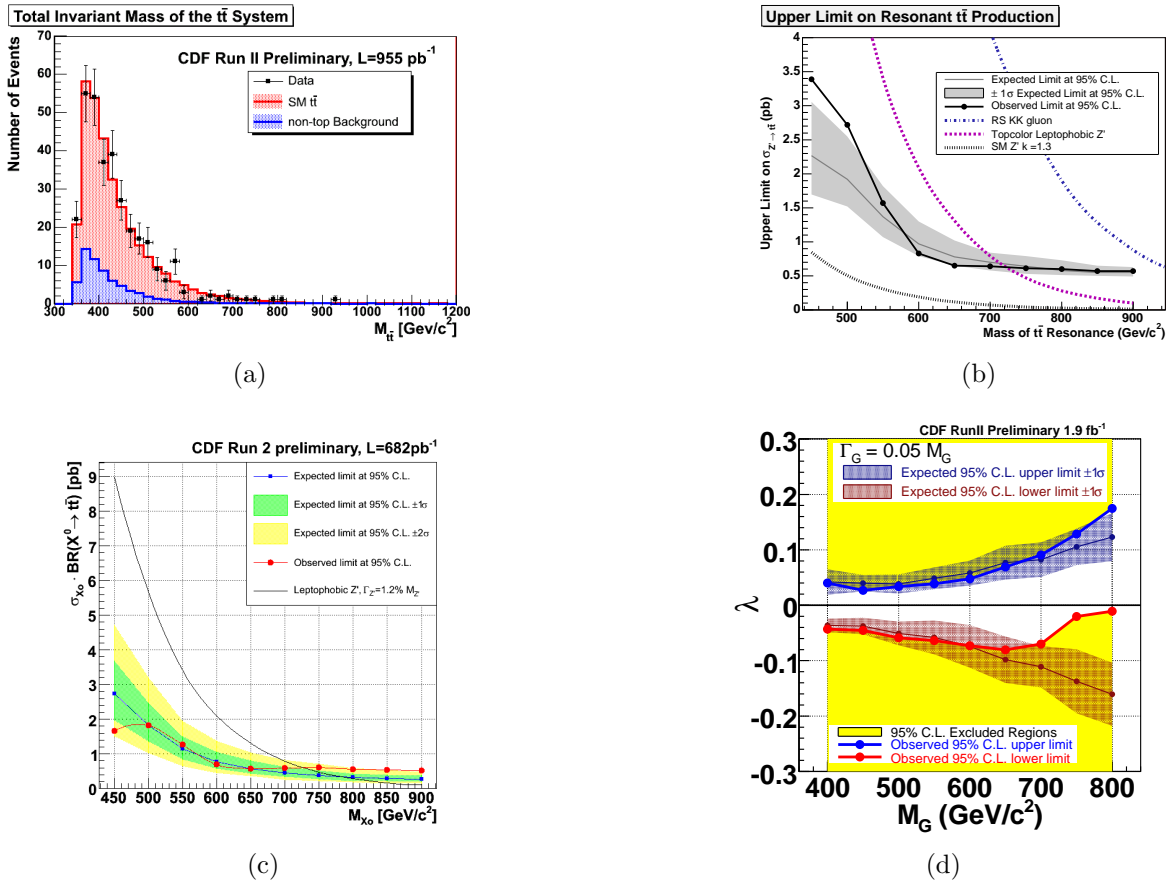 Total Invariant Mass of the tt̄ System
CDF Run II Preliminary, L=955 pb⁻¹
Data
SM tt̄
non-top Background
Number of Events
70
60
50
40
30
20
10
0
300 400 500 600 700 800 900 1000 1100 1200
M_tt̄ [Gev/c²]
(a)
Upper Limit on Resonant tt̄ Production
Expected Limit at 95% C.L.
± 1σ Expected Limit at 95% C.L.
Observed Limit at 95% C.L.
RS KK gluon
Topcolor Leptophobic Z'
SM Z' k =1.3
Upper Limit on σ_Z'→tt̄ (pb)
4
3.5
3
2.5
2
1.5
1
0.5
0
500 600 700 800 900
Mass of tt̄ Resonance (Gev/c²)
(b)
CDF Run 2 preliminary, L=682pb⁻¹
Expected limit at 95% C.L.
Expected limit at 95% C.L. ±1σ
Expected limit at 95% C.L. ±2σ
Observed limit at 95% C.L.
Leptophobic Z', Γ_Z'=1.2% M_Z'
σ_Xo · BR(X⁰→ tt̄) [pb]
9
8
7
6
5
4
3
2
1
0
450 500 550 600 650 700 750 800 850 900
M_Xo [GeV/c²]
(c)
CDF RunII Preliminary 1.9 fb⁻¹
Γ_G = 0.05 M_G
Expected 95% C.L. upper limit ±1σ
Expected 95% C.L. lower limit ±1σ
λ
0.3
0.2
0.1
0
-0.1
-0.2
-0.3
95% C.L. Excluded Regions
Observed 95% C.L. upper limit
Observed 95% C.L. lower limit
400 500 600 700 800
M_G (GeV/c²)
(d)